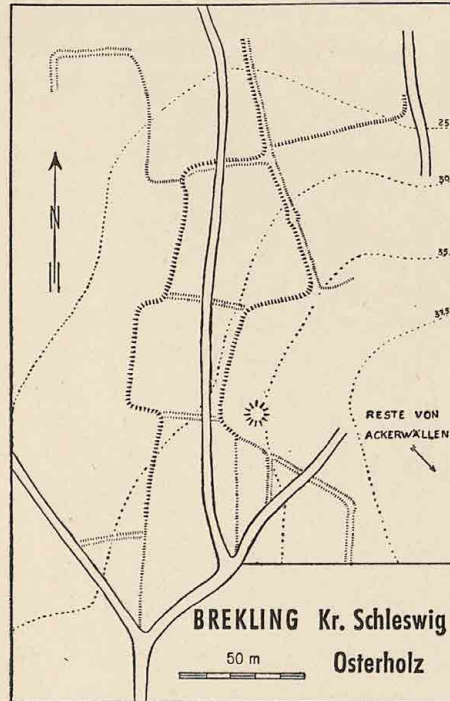 25
30
35
37.5
N
RESTE VON
ACKERWÄLLEN
BREKLING Kr. Schleswig
50 m
Osterholz